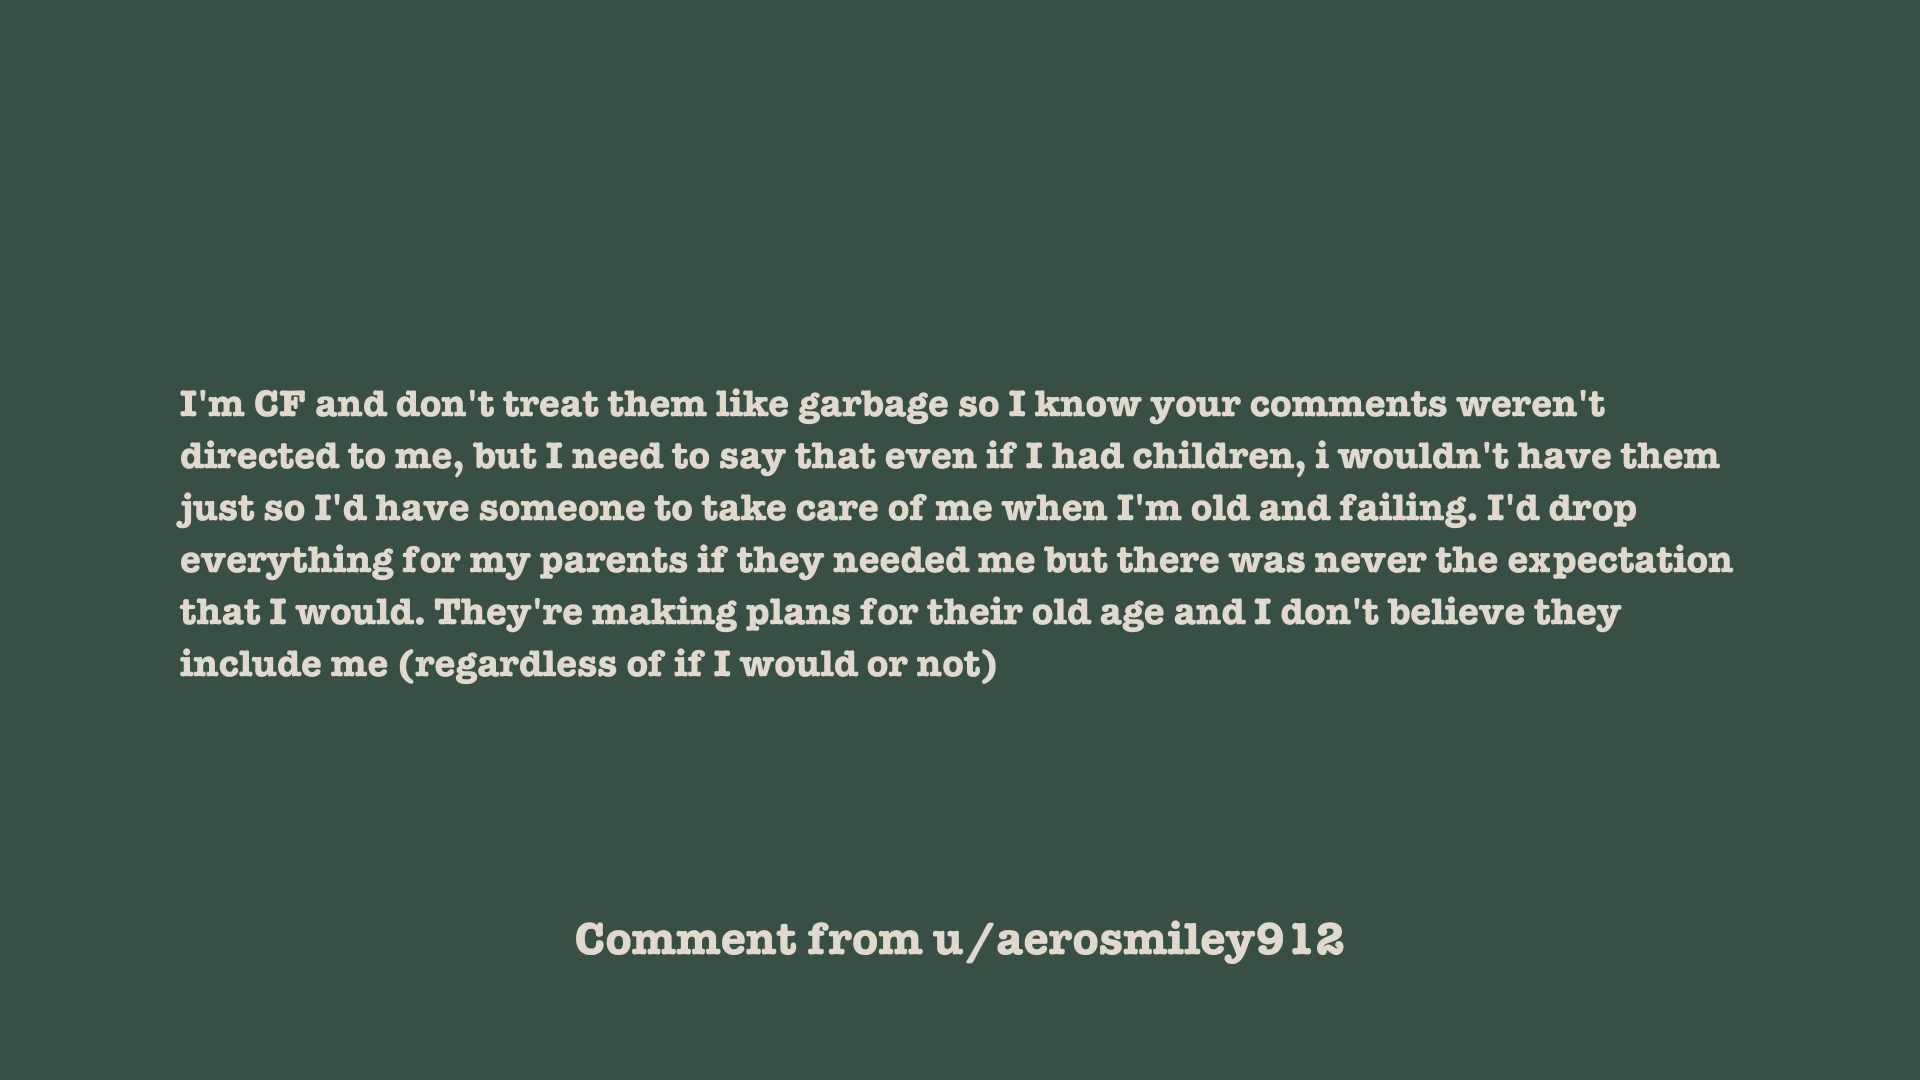 I'm CF and don't treat them like garbage so I know your comments weren't
directed to me, but I need to say that even if I had children, i wouldn't have them
just so I'd have someone to take care of me when I'm old and failing. I'd drop
everything for my parents if they needed me but there was never the expectation
that I would. They're making plans for their old age and I don't believe they
include me (regardless of if I would or not)
Comment from u/aerosmiley912